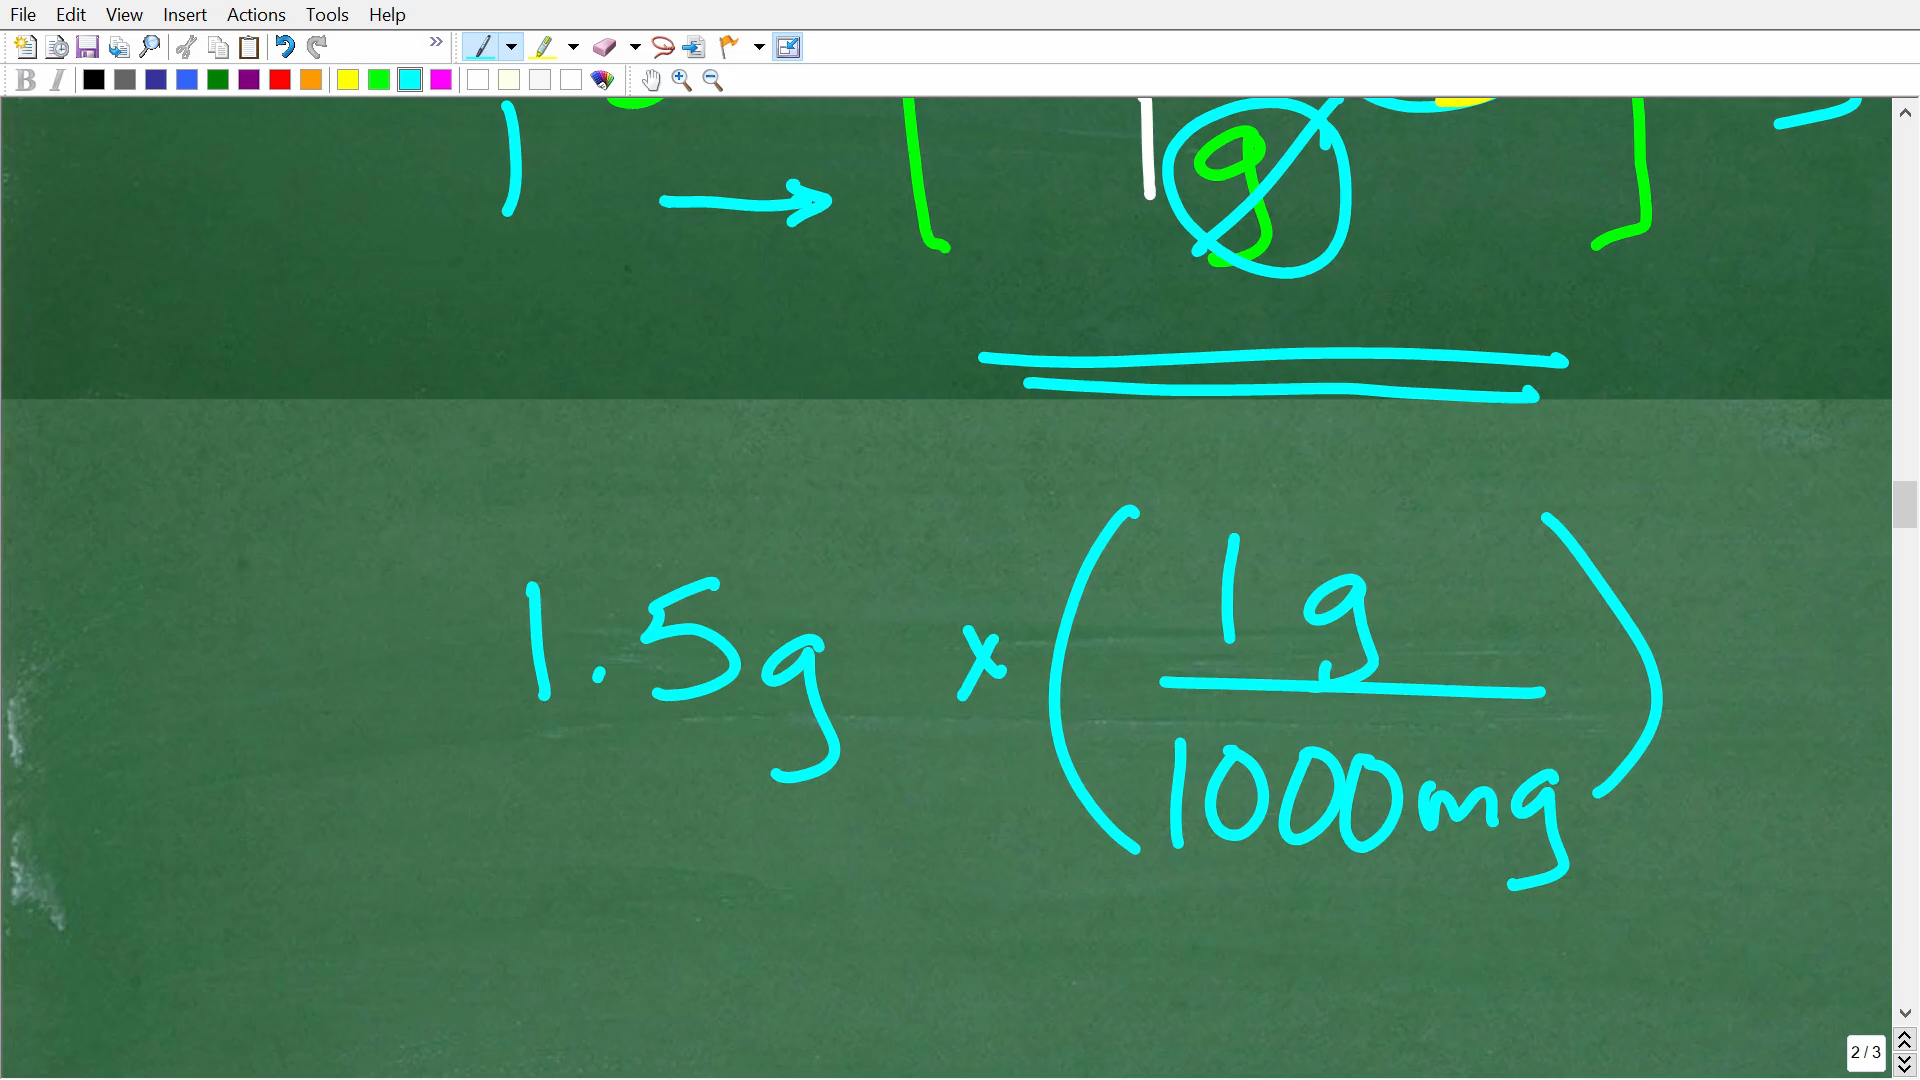 File Edit View Insert Actions Tools Help
B I
g
1.5g × (1g / 1000mg)
2 / 3